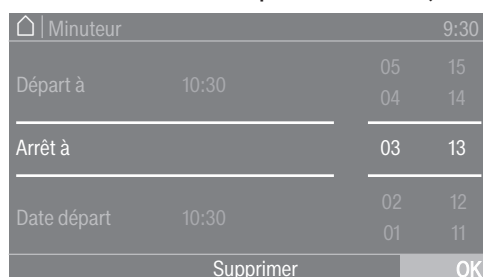 Minuteur 9:30
05 15
Départ à 10:30
04 14
Arrêt à 03 13
02 12
Date départ 10:30
01 11
Supprimer OK